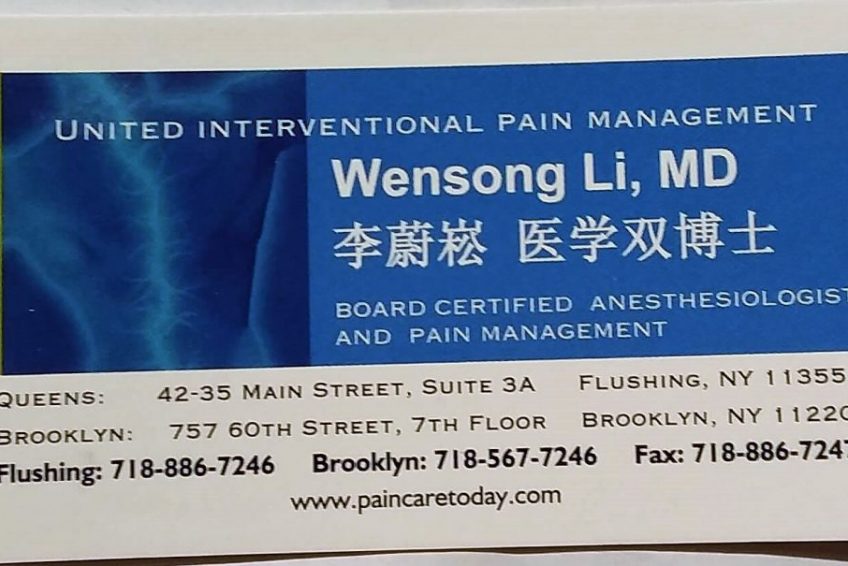 UNITED INTERVENTIONAL PAIN MANAGEMENT
Wensong Li, MD
李蔚崧 医学双博士
BOARD CERTIFIED ANESTHESIOLOGIST
AND PAIN MANAGEMENT
QUEENS: 42-35 MAIN STREET, SUITE 3A FLUSHING, NY 11355
BROOKLYN: 757 60TH STREET, 7TH FLOOR BROOKLYN, NY 11220
Flushing: 718-886-7246 Brooklyn: 718-567-7246 Fax: 718-886-7247
www.paincaretoday.com